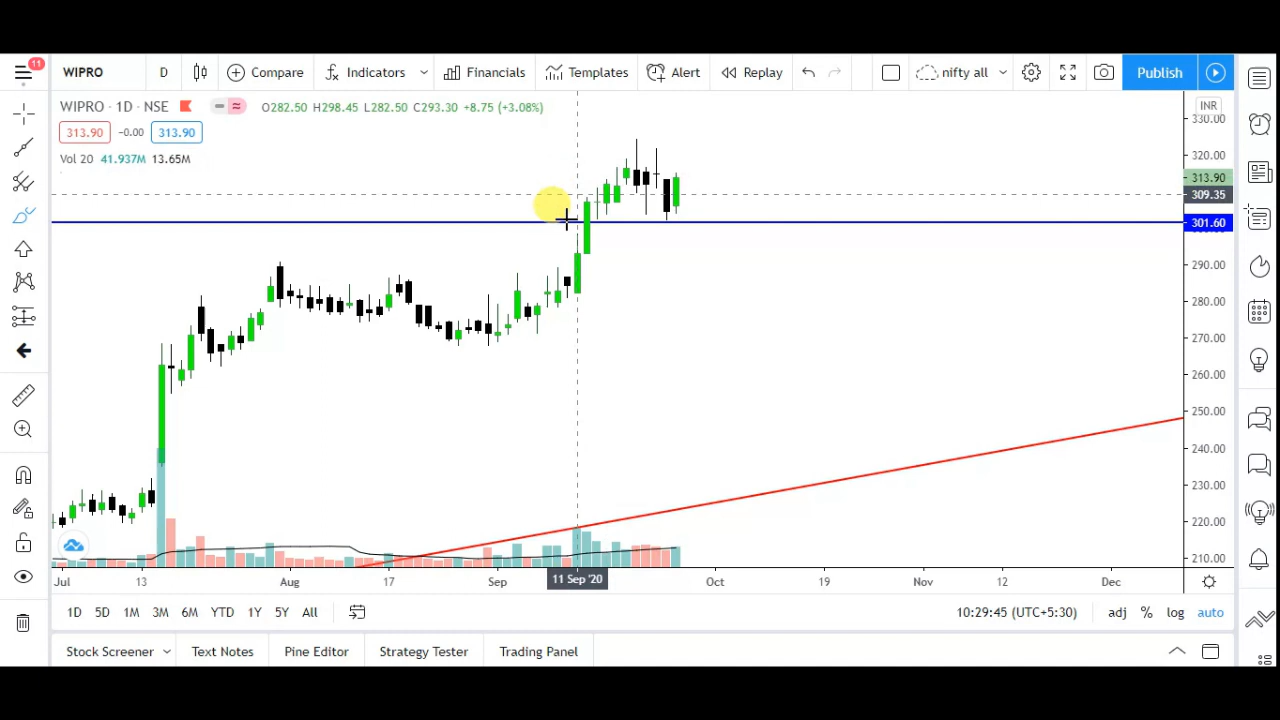 11
WIPRO D Compare Indicators Financials Templates Alert Replay nifty all Publish
WIPRO · 1D · NSE O282.50 H298.45 L282.50 C293.30 +8.75 (+3.08%) INR
313.90 −0.00 313.90
Vol 20 41.937M 13.65M
330.00
320.00
313.90
309.35
301.60
290.00
280.00
270.00
260.00
250.00
240.00
230.00
220.00
210.00
Jul 13 Aug 17 Sep 11 Sep '20 Oct 19 Nov 12 Dec
1D 5D 1M 3M 6M YTD 1Y 5Y All 10:29:45 (UTC+5:30) adj % log auto
Stock Screener Text Notes Pine Editor Strategy Tester Trading Panel